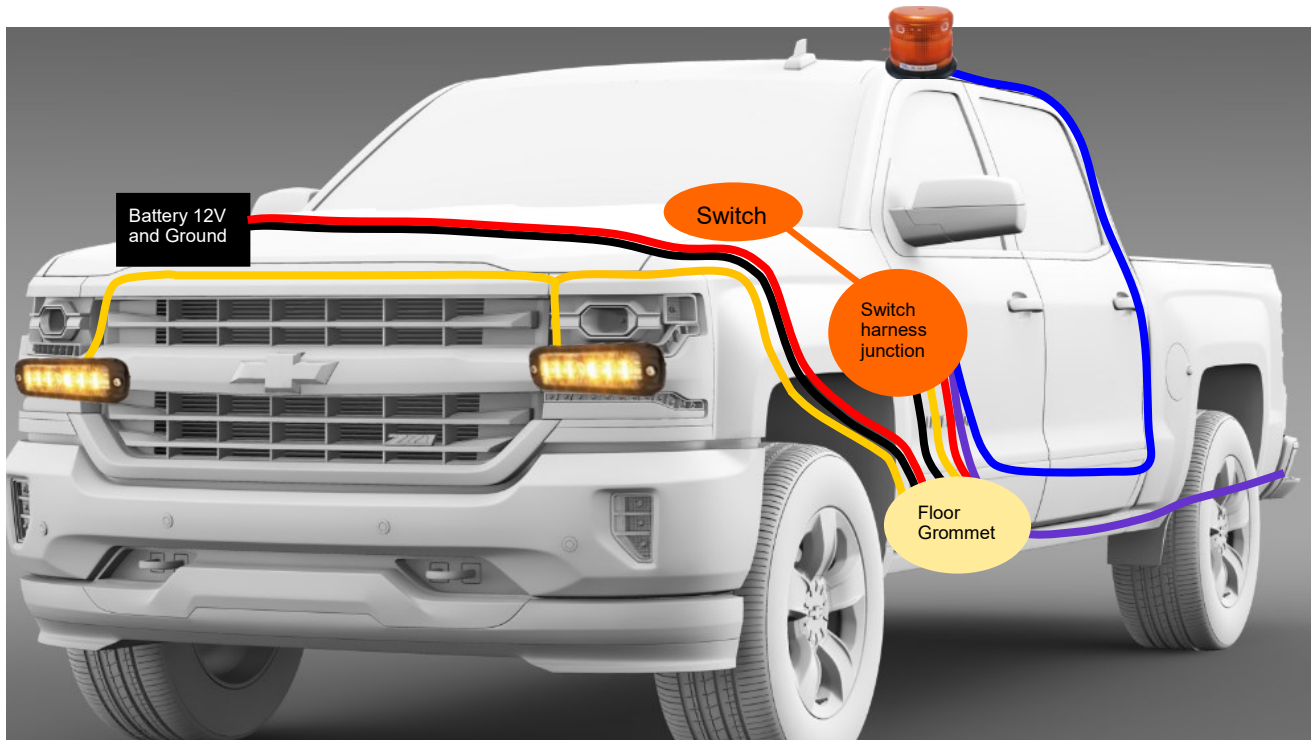 Battery 12V
and Ground
Switch
Switch
harness
junction
Floor
Grommet